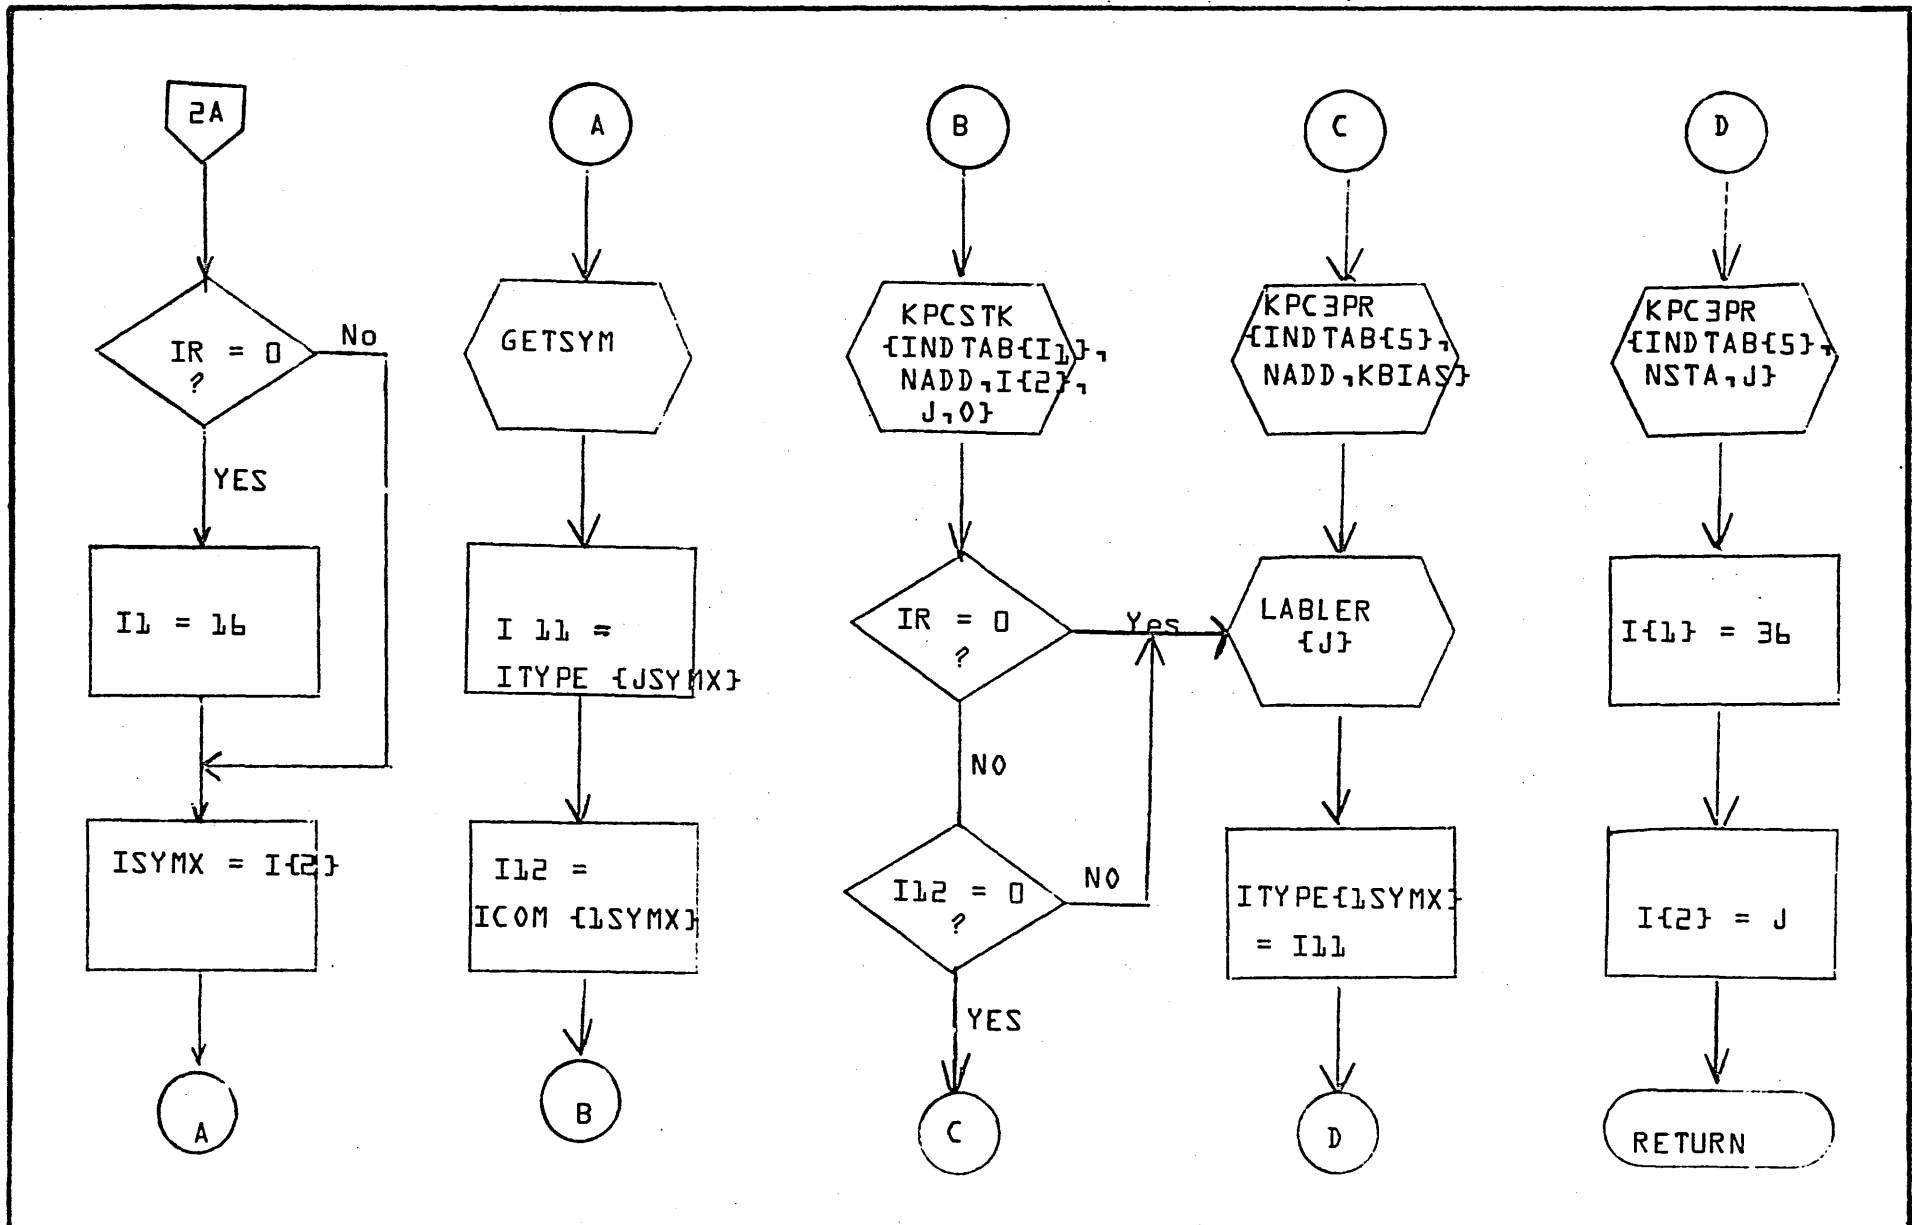 2A
IR = 0
?
No
YES
I1 = 16
ISYMX = I{2}
A
A
GETSYM
I 11 =
ITYPE {JSYMX}
I12 =
ICOM {1SYMX}
B
B
KPCSTK
{INDTAB{I1},
NADD,I{2},
J,0}
IR = 0
?
Yes
NO
I12 = 0
?
NO
YES
C
C
KPC3PR
{INDTAB{5},
NADD,KBIAS}
LABLER
{J}
ITYPE{1SYMX}
= I11
D
D
KPC3PR
{INDTAB{5},
NSTA,J}
I{1} = 36
I{2} = J
RETURN